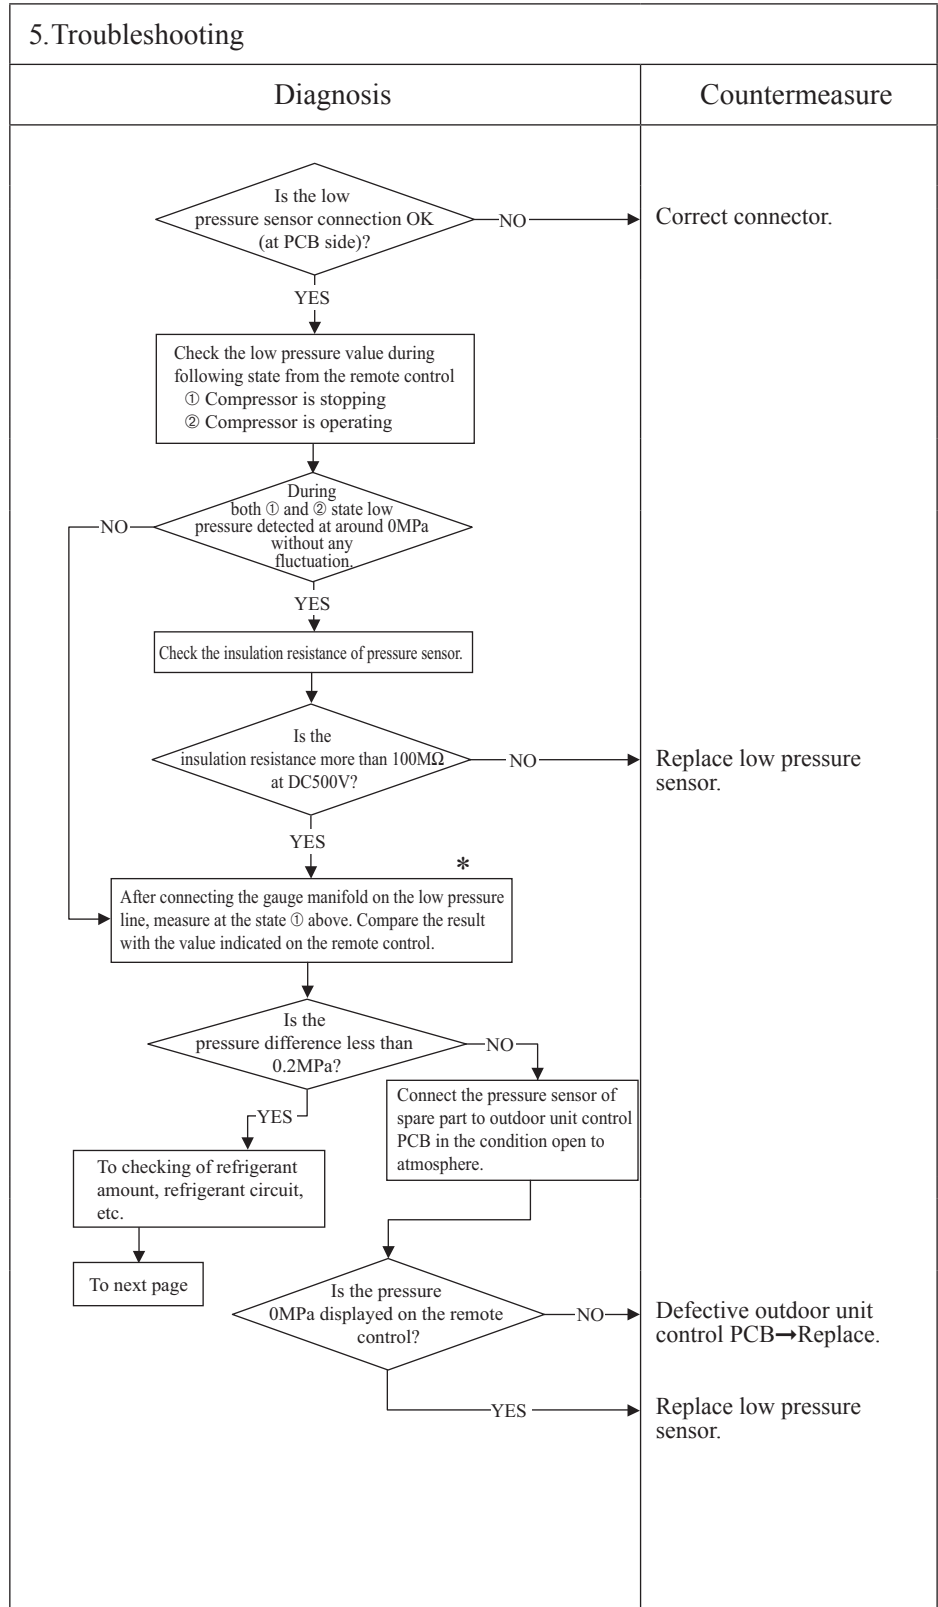 5.Troubleshooting
Diagnosis
Countermeasure
Is the low
pressure sensor connection OK
(at PCB side)?
NO
Correct connector.
YES
Check the low pressure value during
following state from the remote control
① Compressor is stopping
② Compressor is operating
During
both ① and ② state low
pressure detected at around 0MPa
without any
fluctuation.
NO
YES
Check the insulation resistance of pressure sensor.
Is the
insulation resistance more than 100MΩ
at DC500V?
NO
Replace low pressure
sensor.
YES
*
After connecting the gauge manifold on the low pressure
line, measure at the state ① above. Compare the result
with the value indicated on the remote control.
Is the
pressure difference less than
0.2MPa?
NO
YES
Connect the pressure sensor of
spare part to outdoor unit control
PCB in the condition open to
atmosphere.
To checking of refrigerant
amount, refrigerant circuit,
etc.
To next page
Is the pressure
0MPa displayed on the remote
control?
NO
Defective outdoor unit
control PCB→Replace.
YES
Replace low pressure
sensor.